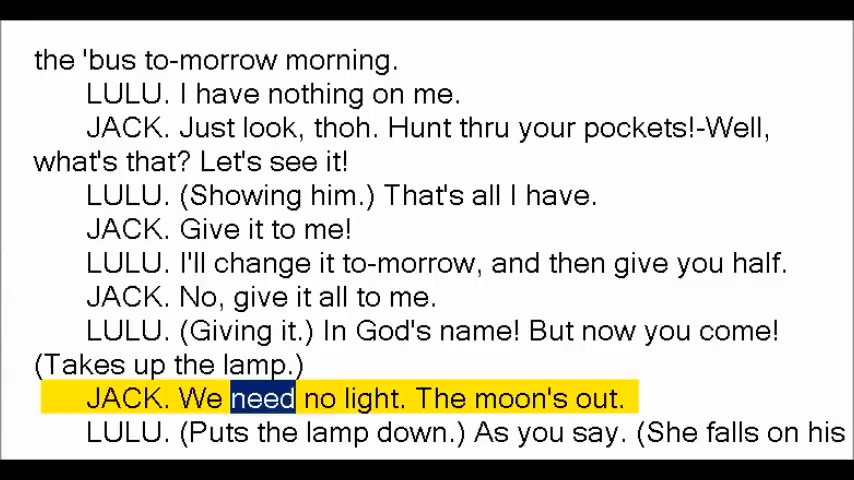 the 'bus to-morrow morning.
LULU. I have nothing on me.
JACK. Just look, thoh. Hunt thru your pockets!-Well,
what's that? Let's see it!
LULU. (Showing him.) That's all I have.
JACK. Give it to me!
LULU. I'll change it to-morrow, and then give you half.
JACK. No, give it all to me.
LULU. (Giving it.) In God's name! But now you come!
(Takes up the lamp.)
JACK. We need no light. The moon's out.
LULU. (Puts the lamp down.) As you say. (She falls on his